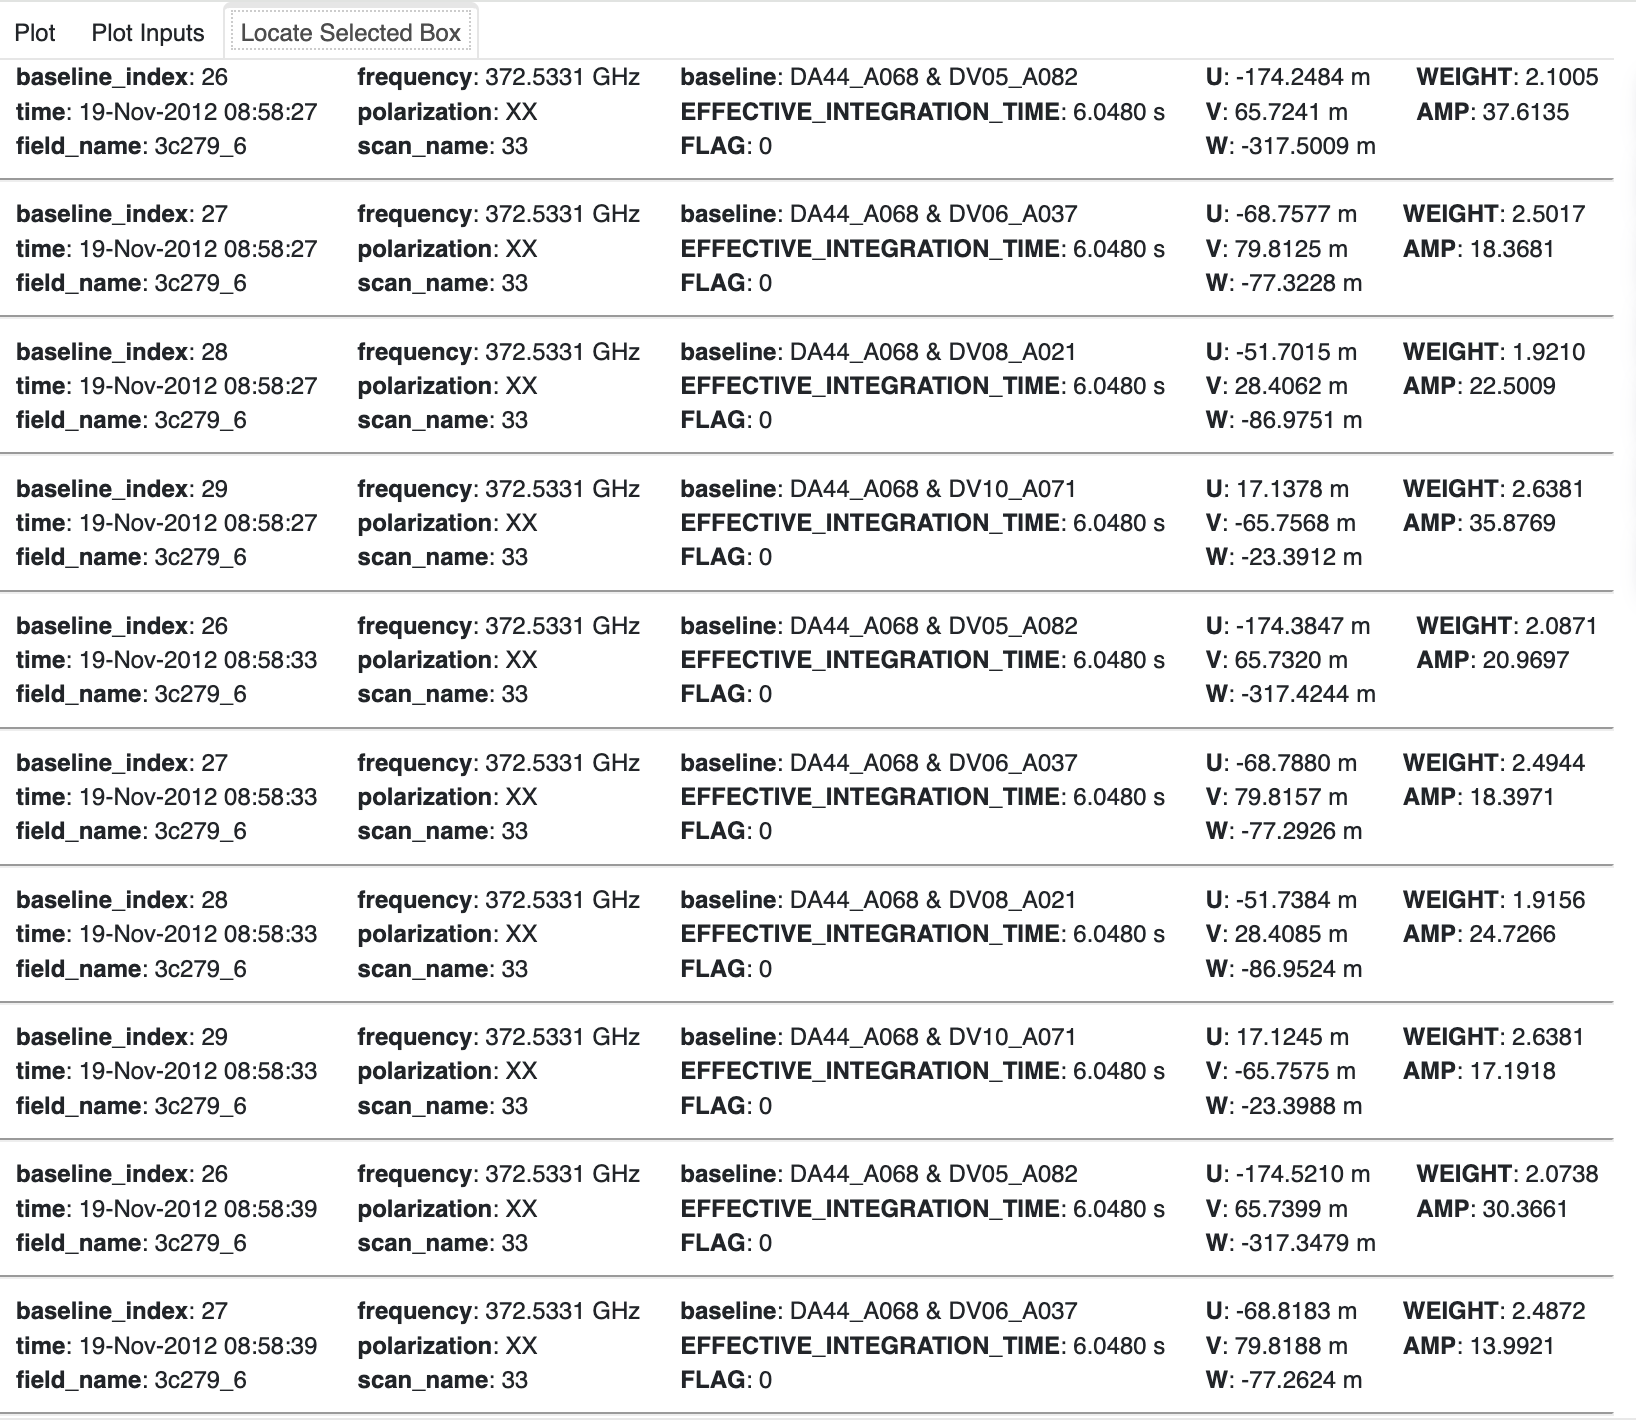 Plot Plot Inputs Locate Selected Box
baseline_index: 26 frequency: 372.5331 GHz baseline: DA44_A068 & DV05_A082 U: -174.2484 m WEIGHT: 2.1005
time: 19-Nov-2012 08:58:27 polarization: XX EFFECTIVE_INTEGRATION_TIME: 6.0480 s V: 65.7241 m AMP: 37.6135
field_name: 3c279_6 scan_name: 33 FLAG: 0 W: -317.5009 m
baseline_index: 27 frequency: 372.5331 GHz baseline: DA44_A068 & DV06_A037 U: -68.7577 m WEIGHT: 2.5017
time: 19-Nov-2012 08:58:27 polarization: XX EFFECTIVE_INTEGRATION_TIME: 6.0480 s V: 79.8125 m AMP: 18.3681
field_name: 3c279_6 scan_name: 33 FLAG: 0 W: -77.3228 m
baseline_index: 28 frequency: 372.5331 GHz baseline: DA44_A068 & DV08_A021 U: -51.7015 m WEIGHT: 1.9210
time: 19-Nov-2012 08:58:27 polarization: XX EFFECTIVE_INTEGRATION_TIME: 6.0480 s V: 28.4062 m AMP: 22.5009
field_name: 3c279_6 scan_name: 33 FLAG: 0 W: -86.9751 m
baseline_index: 29 frequency: 372.5331 GHz baseline: DA44_A068 & DV10_A071 U: 17.1378 m WEIGHT: 2.6381
time: 19-Nov-2012 08:58:27 polarization: XX EFFECTIVE_INTEGRATION_TIME: 6.0480 s V: -65.7568 m AMP: 35.8769
field_name: 3c279_6 scan_name: 33 FLAG: 0 W: -23.3912 m
baseline_index: 26 frequency: 372.5331 GHz baseline: DA44_A068 & DV05_A082 U: -174.3847 m WEIGHT: 2.0871
time: 19-Nov-2012 08:58:33 polarization: XX EFFECTIVE_INTEGRATION_TIME: 6.0480 s V: 65.7320 m AMP: 20.9697
field_name: 3c279_6 scan_name: 33 FLAG: 0 W: -317.4244 m
baseline_index: 27 frequency: 372.5331 GHz baseline: DA44_A068 & DV06_A037 U: -68.7880 m WEIGHT: 2.4944
time: 19-Nov-2012 08:58:33 polarization: XX EFFECTIVE_INTEGRATION_TIME: 6.0480 s V: 79.8157 m AMP: 18.3971
field_name: 3c279_6 scan_name: 33 FLAG: 0 W: -77.2926 m
baseline_index: 28 frequency: 372.5331 GHz baseline: DA44_A068 & DV08_A021 U: -51.7384 m WEIGHT: 1.9156
time: 19-Nov-2012 08:58:33 polarization: XX EFFECTIVE_INTEGRATION_TIME: 6.0480 s V: 28.4085 m AMP: 24.7266
field_name: 3c279_6 scan_name: 33 FLAG: 0 W: -86.9524 m
baseline_index: 29 frequency: 372.5331 GHz baseline: DA44_A068 & DV10_A071 U: 17.1245 m WEIGHT: 2.6381
time: 19-Nov-2012 08:58:33 polarization: XX EFFECTIVE_INTEGRATION_TIME: 6.0480 s V: -65.7575 m AMP: 17.1918
field_name: 3c279_6 scan_name: 33 FLAG: 0 W: -23.3988 m
baseline_index: 26 frequency: 372.5331 GHz baseline: DA44_A068 & DV05_A082 U: -174.5210 m WEIGHT: 2.0738
time: 19-Nov-2012 08:58:39 polarization: XX EFFECTIVE_INTEGRATION_TIME: 6.0480 s V: 65.7399 m AMP: 30.3661
field_name: 3c279_6 scan_name: 33 FLAG: 0 W: -317.3479 m
baseline_index: 27 frequency: 372.5331 GHz baseline: DA44_A068 & DV06_A037 U: -68.8183 m WEIGHT: 2.4872
time: 19-Nov-2012 08:58:39 polarization: XX EFFECTIVE_INTEGRATION_TIME: 6.0480 s V: 79.8188 m AMP: 13.9921
field_name: 3c279_6 scan_name: 33 FLAG: 0 W: -77.2624 m